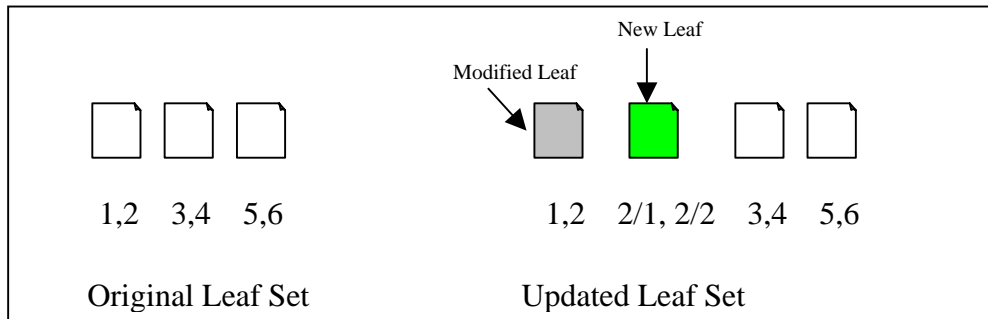 New Leaf
Modified Leaf
1,2 3,4 5,6 1,2 2/1, 2/2 3,4 5,6
Original Leaf Set Updated Leaf Set